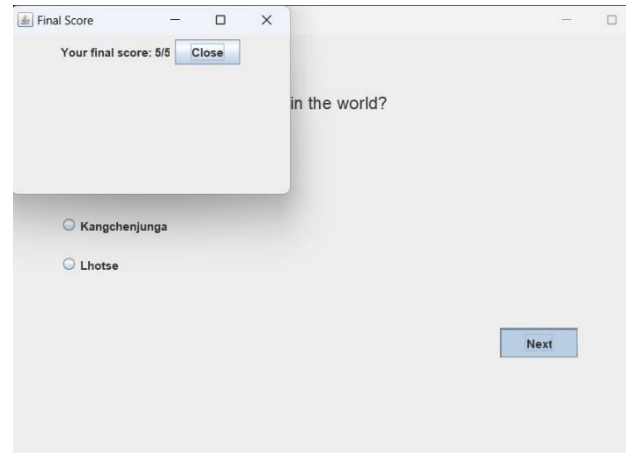 Final Score
Your final score: 5/5 Close
in the world?
Kangchenjunga
Lhotse
Next